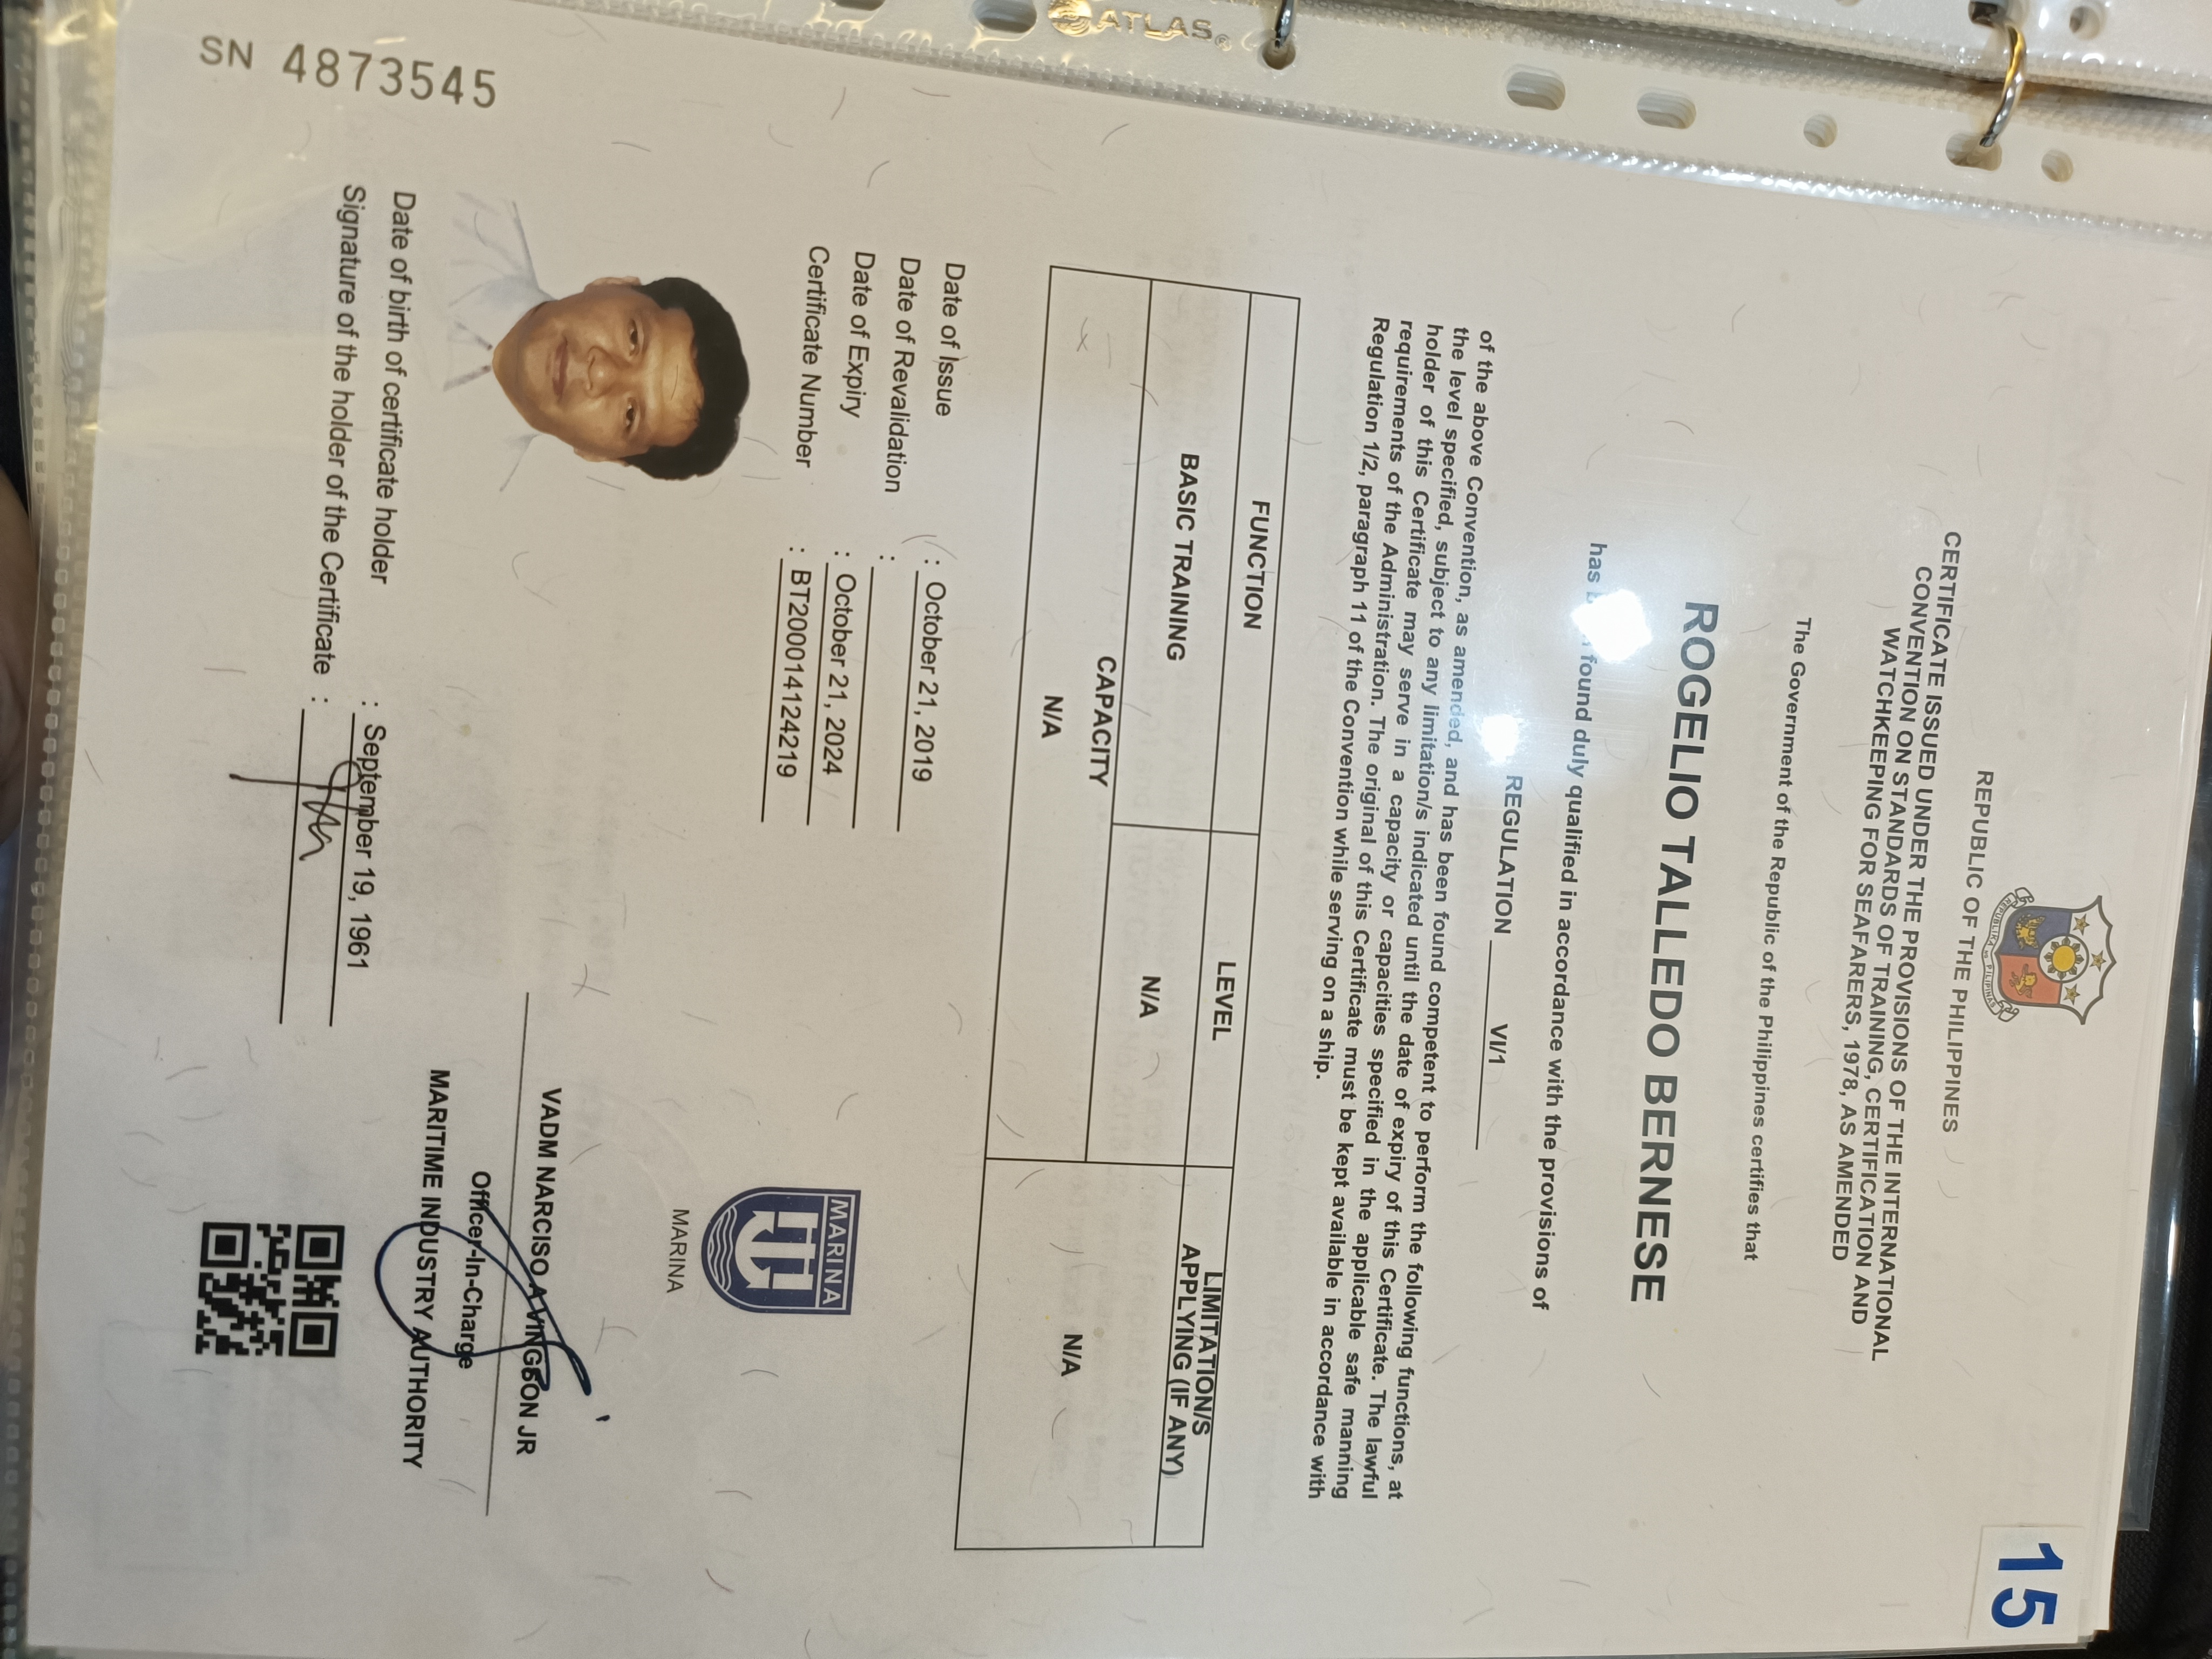 ATLAS®
15
REPUBLIKA NG PILIPINAS
REPUBLIC OF THE PHILIPPINES
CERTIFICATE ISSUED UNDER THE PROVISIONS OF THE INTERNATIONAL
CONVENTION ON STANDARDS OF TRAINING, CERTIFICATION AND
WATCHKEEPING FOR SEAFARERS, 1978, AS AMENDED
The Government of the Republic of the Philippines certifies that
ROGELIO TALLEDO BERNESE
has found duly qualified in accordance with the provisions of
REGULATION VI/1
of the above Convention, as amended, and has been found competent to perform the following functions, at
the level specified, subject to any limitation/s indicated until the date of expiry of this Certificate. The lawful
holder of this Certificate may serve in a capacity or capacities specified in the applicable safe manning
requirements of the Administration. The original of this Certificate must be kept available in accordance with
Regulation 1/2, paragraph 11 of the Convention while serving on a ship.
FUNCTION LEVEL LIMITATION/S
APPLYING (IF ANY)
BASIC TRAINING N/A N/A
CAPACITY
N/A
Date of Issue : October 21, 2019
Date of Revalidation :
Date of Expiry : October 21, 2024
Certificate Number : BT2000141242​19
MARINA
MARINA
VADM NARCISO A VINGSON JR
Officer-In-Charge
MARITIME INDUSTRY AUTHORITY
Date of birth of certificate holder : September 19, 1961
Signature of the holder of the Certificate :
SN 4873545